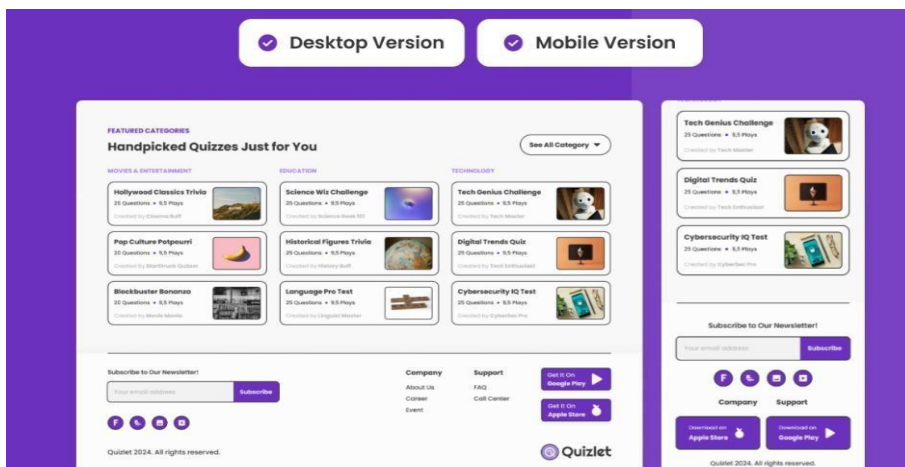 Desktop Version
Mobile Version
FEATURED CATEGORIES
Handpicked Quizzes Just for You
See All Category
MOVIES & ENTERTAINMENT
Hollywood Classics Trivia
25 Questions • 9,5 Plays
Created by Cinema Buff
Pop Culture Potpourri
20 Questions • 9,5 Plays
Created by StarStruck Quizzer
Blockbuster Bonanza
20 Questions • 9,5 Plays
Created by Movie Mania
EDUCATION
Science Wiz Challenge
25 Questions • 9,5 Plays
Created by Science Geek 101
Historical Figures Trivia
20 Questions • 9,5 Plays
Created by History Buff
Language Pro Test
25 Questions • 9,5 Plays
Created by Linguist Master
TECHNOLOGY
Tech Genius Challenge
25 Questions • 9,5 Plays
Created by Tech Master
Digital Trends Quiz
25 Questions • 9,5 Plays
Created by Tech Enthusiast
Cybersecurity IQ Test
25 Questions • 9,5 Plays
Created by CyberSec Pro
Subscribe to Our Newsletter!
Your email address
Subscribe
Quizlet 2024. All rights reserved.
Company
About Us
Career
Event
Support
FAQ
Call Center
Get It On
Google Play
Get It On
Apple Store
Quizlet
Tech Genius Challenge
25 Questions • 9,5 Plays
Created by Tech Master
Digital Trends Quiz
25 Questions • 9,5 Plays
Created by Tech Enthusiast
Cybersecurity IQ Test
25 Questions • 9,5 Plays
Created by CyberSec Pro
Subscribe to Our Newsletter!
Your email address
Subscribe
Company
Support
Download on
Apple Store
Download on
Google Play
Quizlet 2024. All rights reserved.